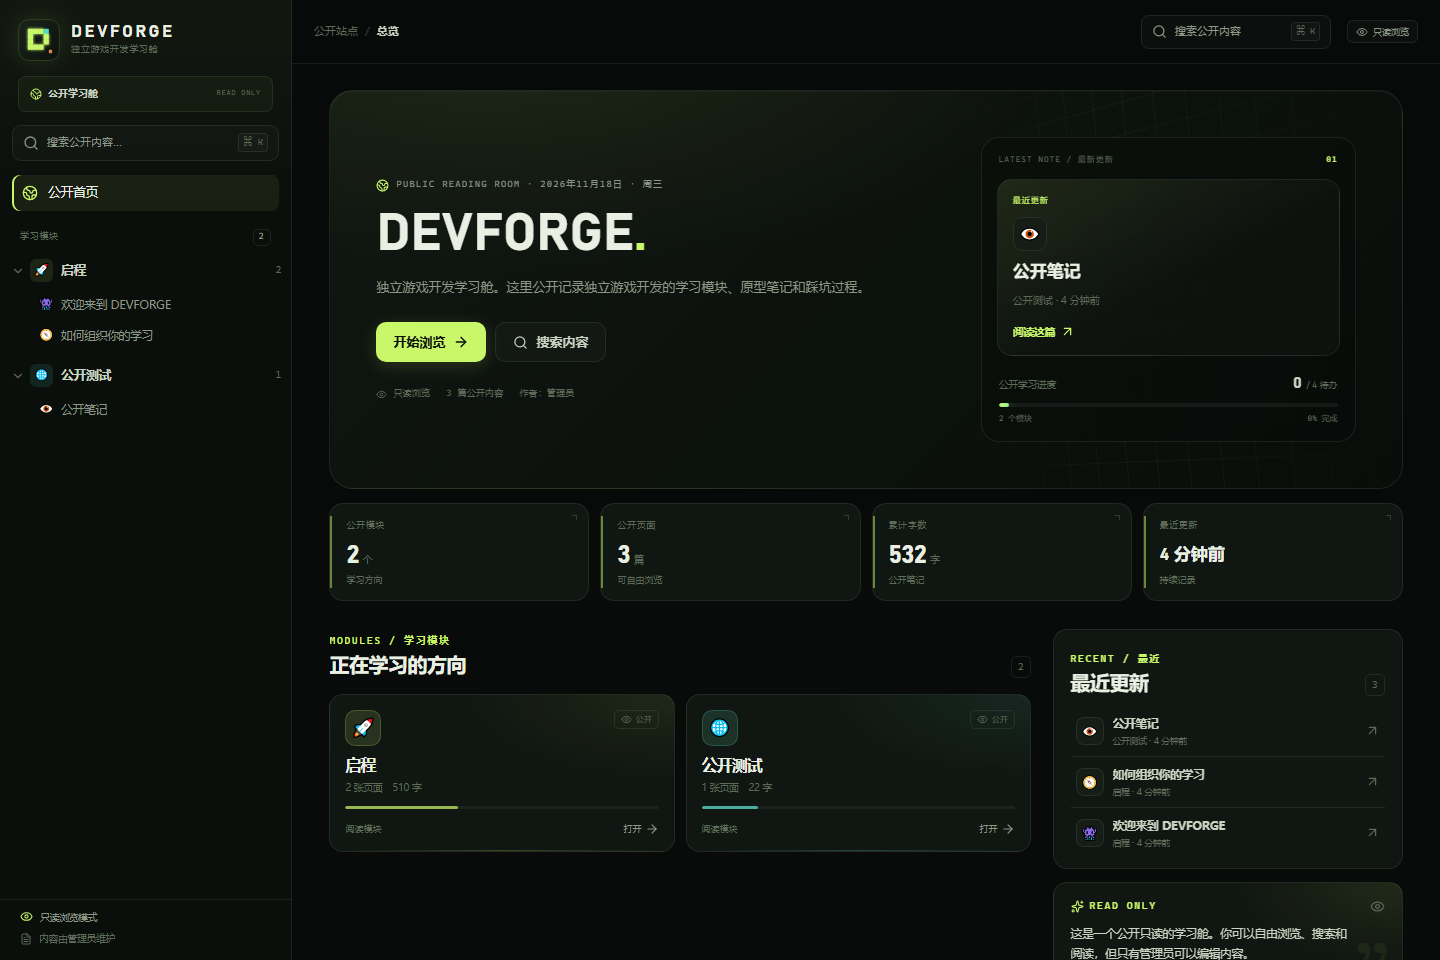 DEVFORGE
独立游戏开发学习舱
公开学习舱 READ ONLY
搜索公开内容... ⌘ K
公开首页
学习模块 2
启程 2
欢迎来到 DEVFORGE
如何组织你的学习
公开测试 1
公开笔记
只读浏览模式
内容由管理员维护
公开站点 / 总览
搜索公开内容 ⌘ K
只读浏览
PUBLIC READING ROOM · 2026年11月18日 · 周三
DEVFORGE.
独立游戏开发学习舱。这里公开记录独立游戏开发的学习模块、原型笔记和踩坑过程。
开始浏览
搜索内容
只读浏览 3 篇公开内容 作者：管理员
LATEST NOTE / 最新更新 01
最近更新
公开笔记
公开测试 · 4 分钟前
阅读这篇
公开学习进度 0 / 4 待办
2 个模块 0% 完成
公开模块
2 个
学习方向
公开页面
3 篇
可自由浏览
累计字数
532 字
公开笔记
最近更新
4 分钟前
持续记录
MODULES / 学习模块
正在学习的方向 2
公开
启程
2 张页面 510 字
阅读模块 打开
公开
公开测试
1 张页面 22 字
阅读模块 打开
RECENT / 最近
最近更新 3
公开笔记
公开测试 · 4 分钟前
如何组织你的学习
启程 · 4 分钟前
欢迎来到 DEVFORGE
启程 · 4 分钟前
READ ONLY
这是一个公开只读的学习舱。你可以自由浏览、搜索和
阅读，但只有管理员可以编辑内容。